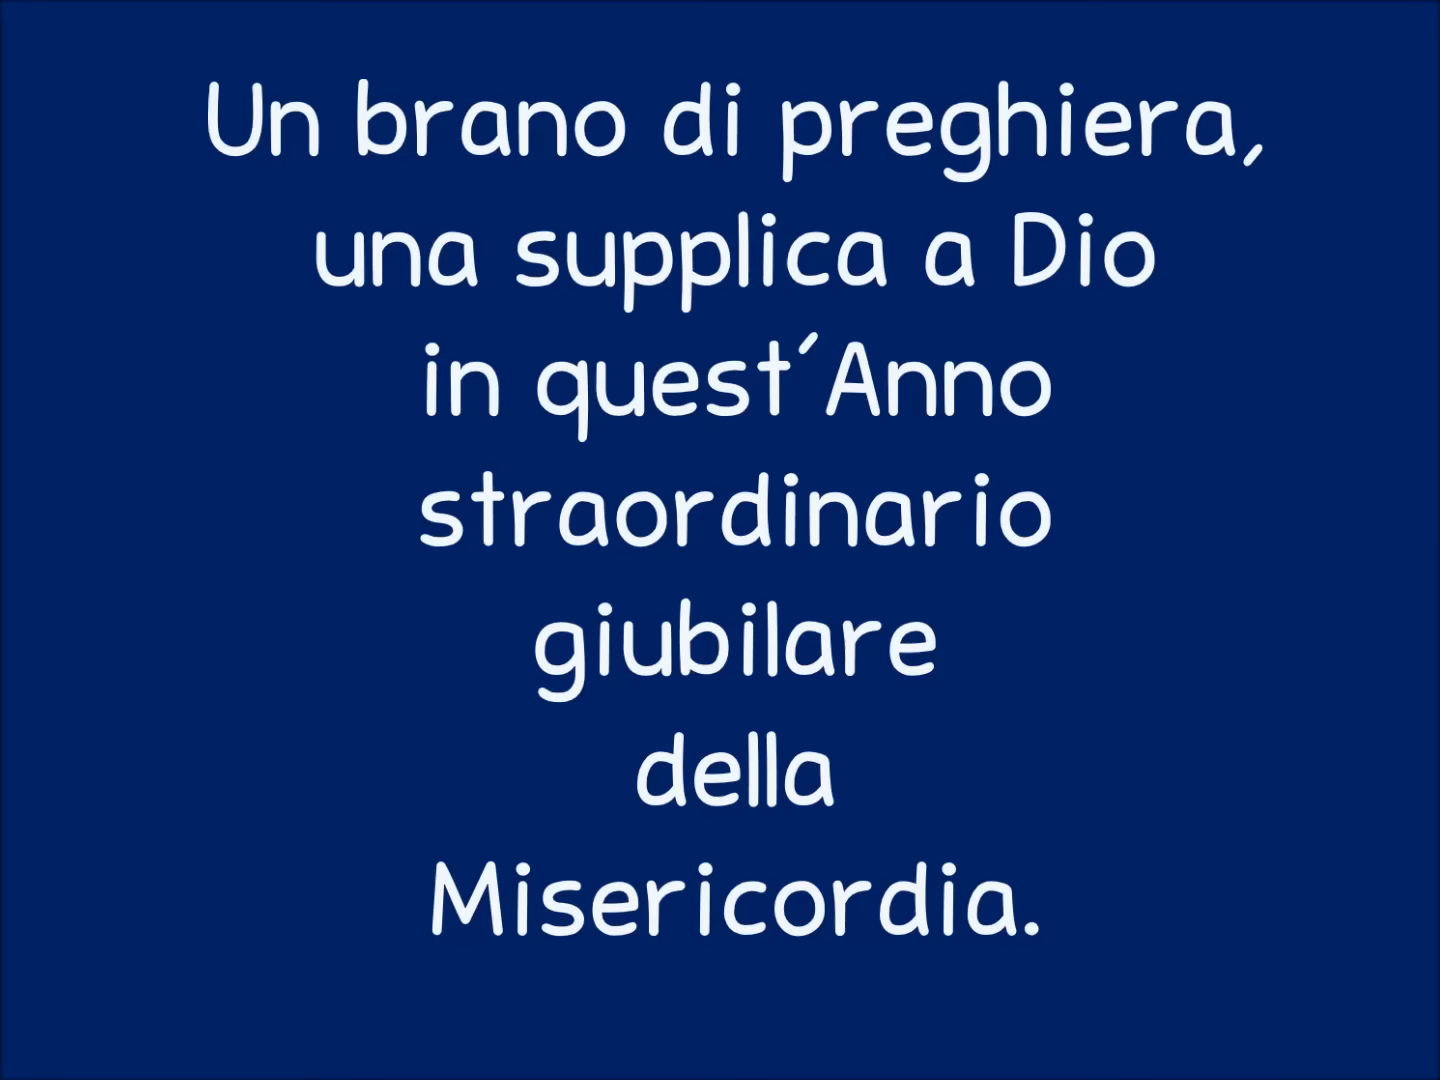 Un brano di preghiera,
una supplica a Dio
in quest´Anno
straordinario
giubilare
della
Misericordia.